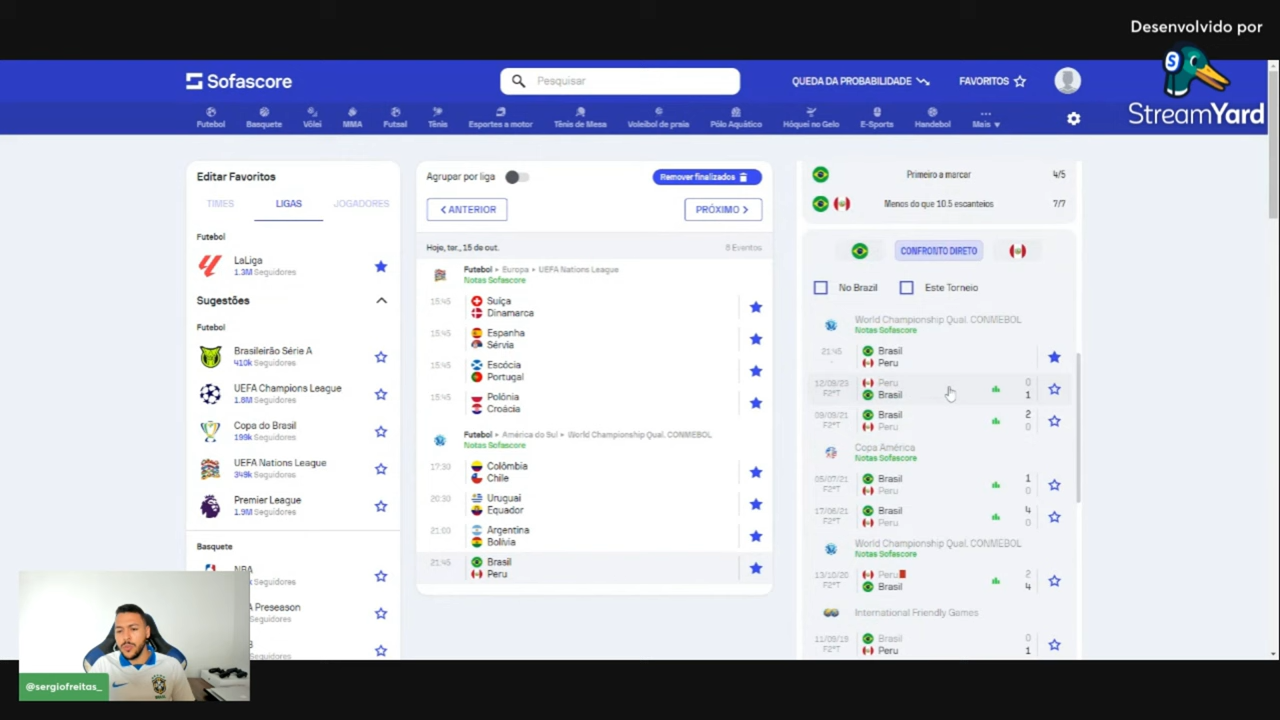 Desenvolvido por
StreamYard
Sofascore
Pesquisar
QUEDA DA PROBABILIDADE
FAVORITOS
Futebol
Basquete
Vôlei
MMA
Futsal
Tênis
Esportes a motor
Tênis de Mesa
Voleibol de praia
Pólo Aquático
Hóquei no Gelo
E-Sports
Handebol
Mais
Editar Favoritos
TIMES
LIGAS
JOGADORES
Futebol
LaLiga
1.3M Seguidores
Sugestões
Futebol
Brasileirão Série A
410k Seguidores
UEFA Champions League
1.8M Seguidores
Copa do Brasil
199k Seguidores
UEFA Nations League
349k Seguidores
Premier League
1.9M Seguidores
Basquete
NBA
Seguidores
A Preseason
Seguidores
Seguidores
@sergiofreitas_
Agrupar por liga
Remover finalizados
ANTERIOR
PRÓXIMO
Hoje, ter., 15 de out.
8 Eventos
Futebol Europa UEFA Nations League
Notas Sofascore
15:45
Suíça
Dinamarca
15:45
Espanha
Sérvia
15:45
Escócia
Portugal
15:45
Polónia
Croácia
Futebol América do Sul World Championship Qual. CONMEBOL
Notas Sofascore
17:30
Colômbia
Chile
20:30
Uruguai
Equador
21:00
Argentina
Bolívia
21:45
Brasil
Peru
Primeiro a marcar 4/5
Menos do que 10.5 escanteios 7/7
CONFRONTO DIRETO
No Brazil
Este Torneio
World Championship Qual. CONMEBOL
Notas Sofascore
21:45 Brasil
- Peru
12/09/23 Peru 0
F2°T Brasil 1
09/09/21 Brasil 2
F2°T Peru 0
Copa América
Notas Sofascore
05/07/21 Brasil 1
F2°T Peru 0
17/06/21 Brasil 4
F2°T Peru 0
World Championship Qual. CONMEBOL
Notas Sofascore
13/10/20 Peru 2
F2°T Brasil 4
International Friendly Games
11/09/19 Brasil 0
F2°T Peru 1